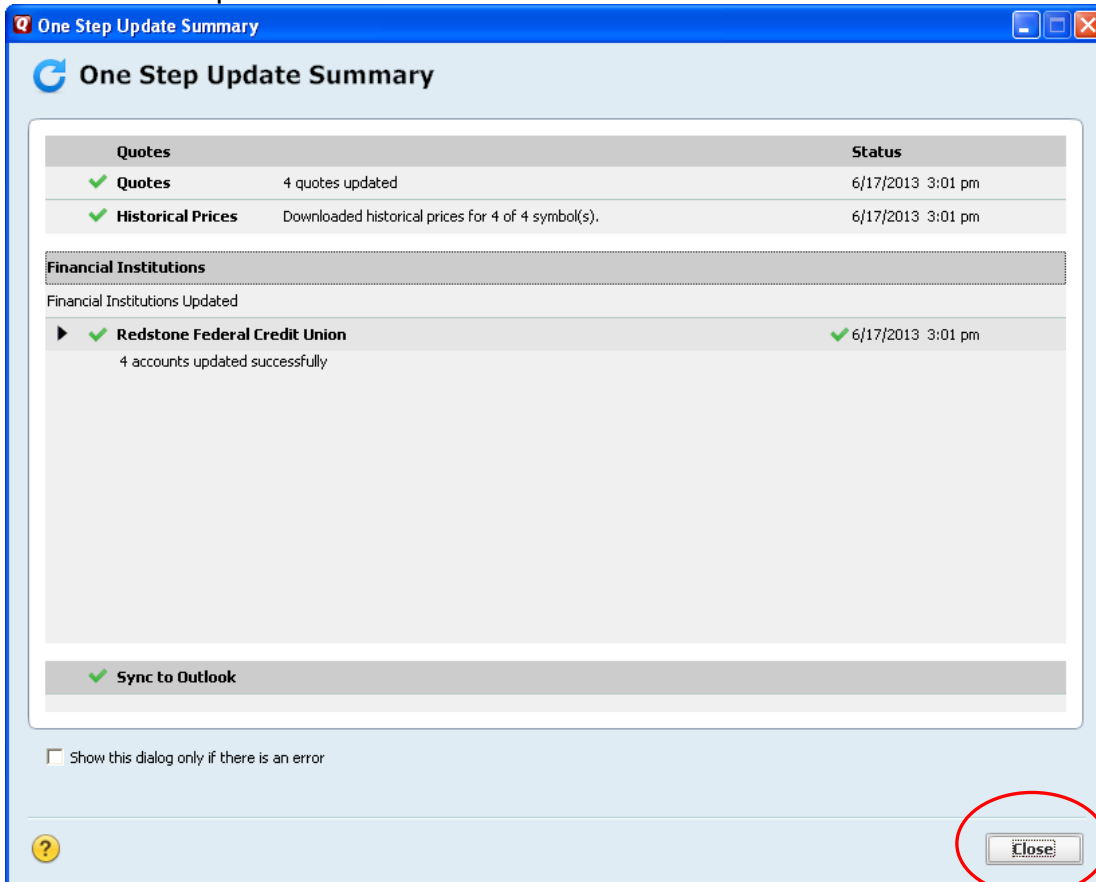 One Step Update Summary
One Step Update Summary
Quotes Status
Quotes 4 quotes updated 6/17/2013 3:01 pm
Historical Prices Downloaded historical prices for 4 of 4 symbol(s). 6/17/2013 3:01 pm
Financial Institutions
Financial Institutions Updated
Redstone Federal Credit Union 6/17/2013 3:01 pm
4 accounts updated successfully
Sync to Outlook
Show this dialog only if there is an error
?
Close